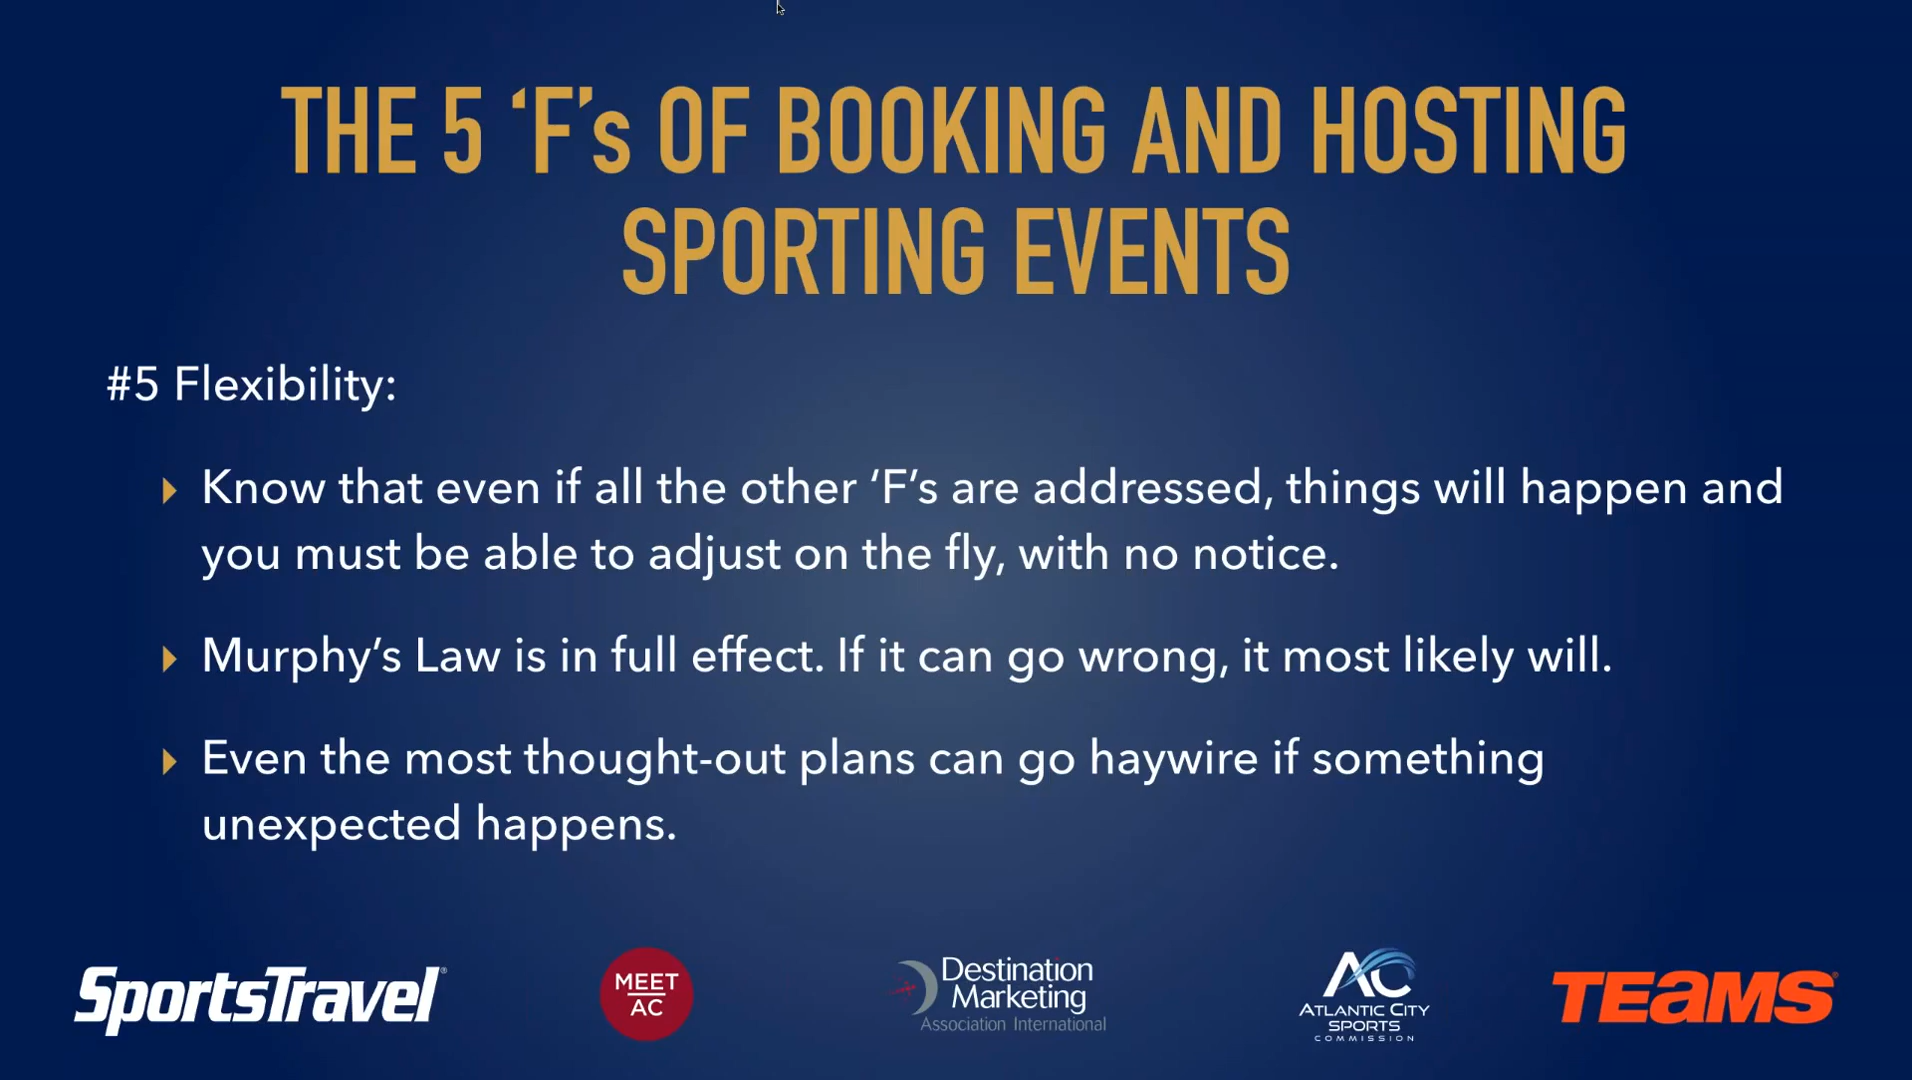 THE 5 ‘F’s OF BOOKING AND HOSTING
SPORTING EVENTS
#5 Flexibility:
Know that even if all the other ‘F’s are addressed, things will happen and
you must be able to adjust on the fly, with no notice.
Murphy’s Law is in full effect. If it can go wrong, it most likely will.
Even the most thought-out plans can go haywire if something
unexpected happens.
SportsTravel®
MEET
AC
Destination
Marketing
Association International
AC
ATLANTIC CITY
SPORTS
COMMISSION
TEAMS®